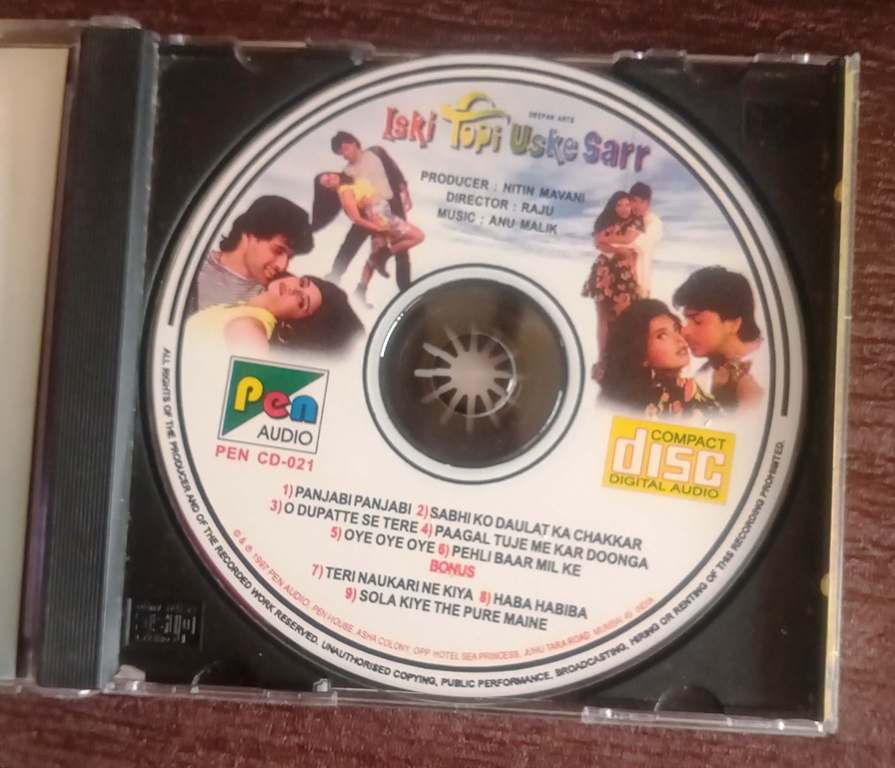 DEEPAK ARTS
Iski Topi Uske Sarr
PRODUCER : NITIN MAVANI
DIRECTOR : RAJU
MUSIC : ANU MALIK
Pen
AUDIO
PEN CD-021
COMPACT
disc
DIGITAL AUDIO
1) PANJABI PANJABI 2) SABHI KO DAULAT KA CHAKKAR
3) O DUPATTE SE TERE 4) PAAGAL TUJE ME KAR DOONGA
5) OYE OYE OYE 6) PEHLI BAAR MIL KE
BONUS
7) TERI NAUKARI NE KIYA 8) HABA HABIBA
9) SOLA KIYE THE PURE MAINE
© & ℗ 1997 PEN AUDIO, PEN HOUSE, ASHA COLONY, OPP. HOTEL SEA PRINCESS, JUHU TARA ROAD, MUMBAI 49, INDIA
ALL RIGHTS OF THE PRODUCER AND OF THE RECORDED WORK RESERVED. UNAUTHORISED COPYING, PUBLIC PERFORMANCE, BROADCASTING, HIRING OR RENTING OF THIS RECORDING PROHIBITED.